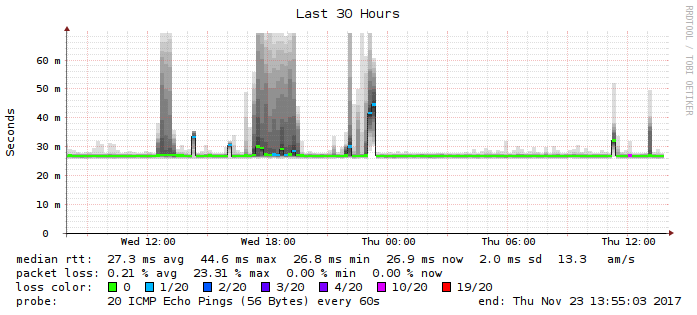 Last 30 Hours
RRDTOOL / TOBI OETIKER
Seconds
60 m
50 m
40 m
30 m
20 m
10 m
0
Wed 12:00 Wed 18:00 Thu 00:00 Thu 06:00 Thu 12:00
median rtt: 27.3 ms avg 44.6 ms max 26.8 ms min 26.9 ms now 2.0 ms sd 13.3 am/s
packet loss: 0.21 % avg 23.31 % max 0.00 % min 0.00 % now
loss color: 0 1/20 2/20 3/20 4/20 10/20 19/20
probe: 20 ICMP Echo Pings (56 Bytes) every 60s end: Thu Nov 23 13:55:03 2017